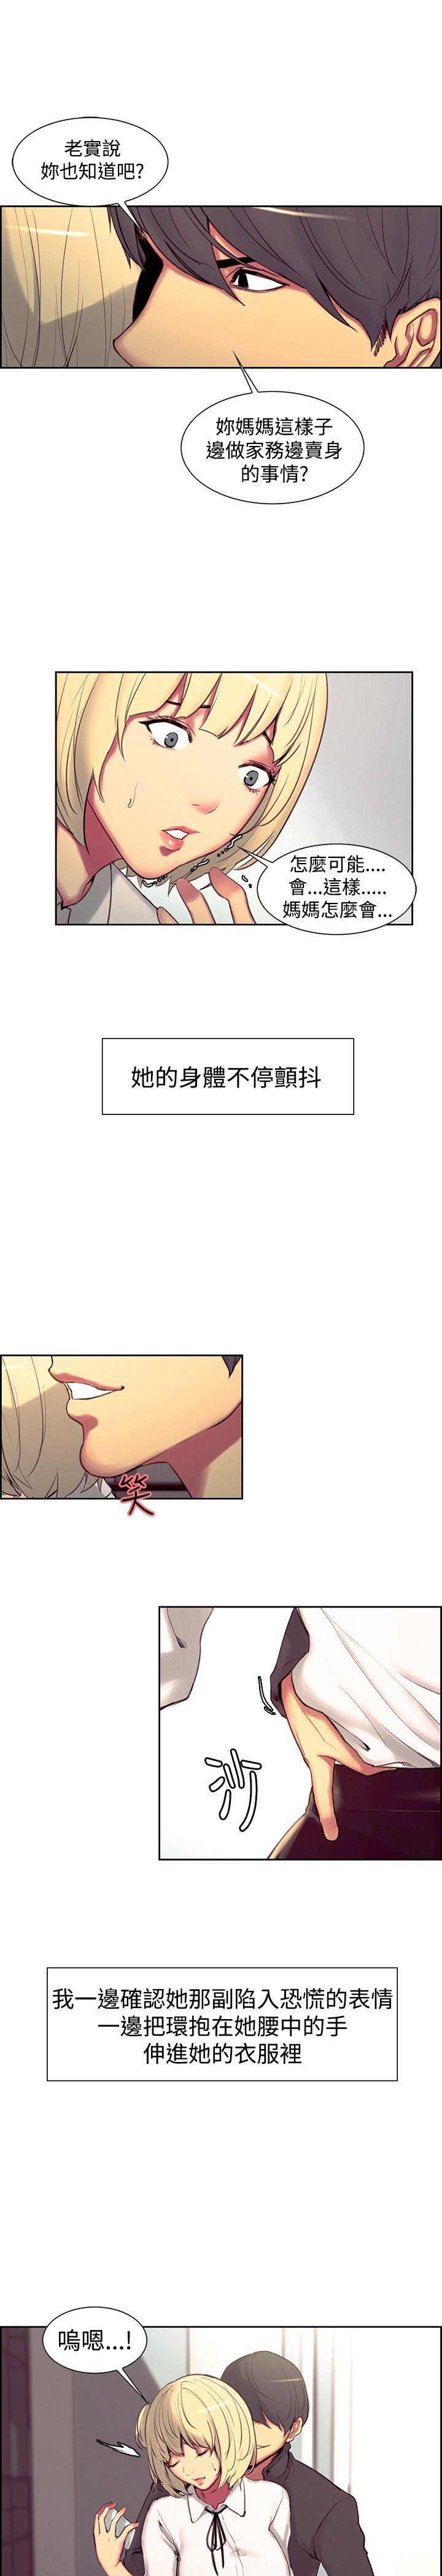 老實說
妳也知道吧?
妳媽媽這樣子
邊做家務邊賣身
的事情?
怎麼可能....
會...這樣.....
媽媽怎麼會...
她的身體不停顫抖
笑
沙
我一邊確認她那副陷入恐慌的表情
一邊把環抱在她腰中的手
伸進她的衣服裡
嗚嗯...!